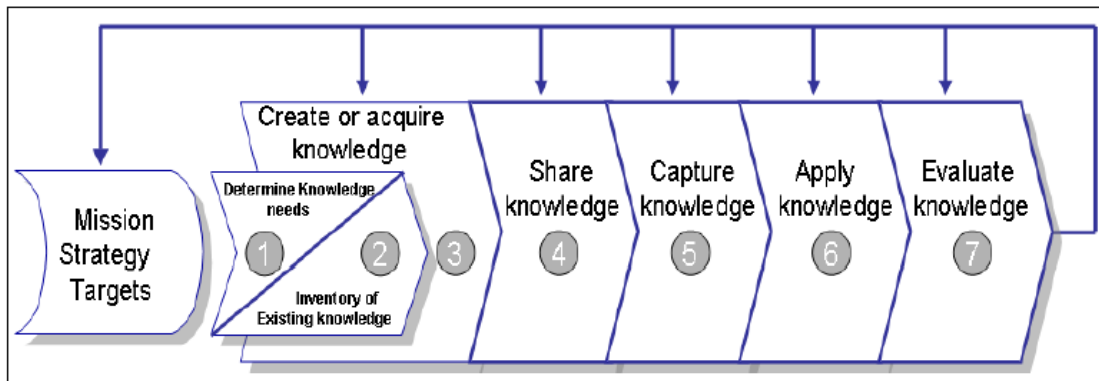 Create or acquire
knowledge
Determine Knowledge
needs
1
2
3
Inventory of
Existing knowledge
Mission
Strategy
Targets
Share
knowledge
4
Capture
knowledge
5
Apply
knowledge
6
Evaluate
knowledge
7